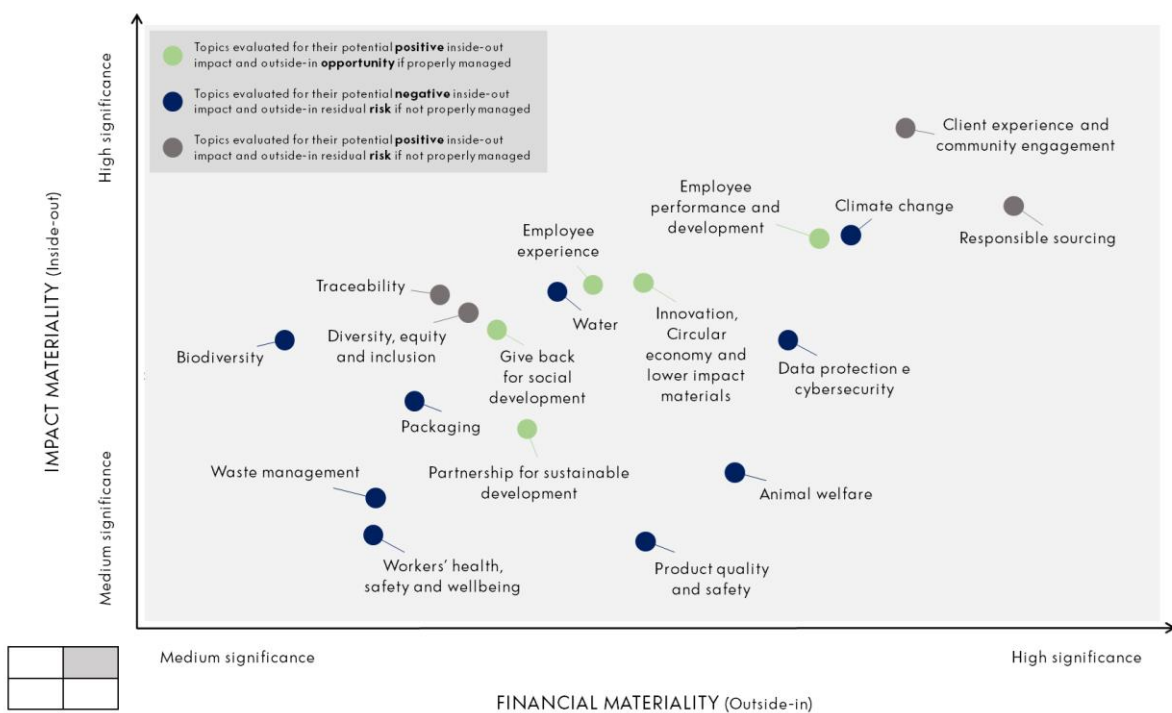 Topics evaluated for their potential positive inside-out
impact and outside-in opportunity if properly managed
Topics evaluated for their potential negative inside-out
impact and outside-in residual risk if not properly managed
Topics evaluated for their potential positive inside-out
impact and outside-in residual risk if not properly managed
High significance
IMPACT MATERIALITY (Inside-out)
Medium significance
Client experience and
community engagement
Employee
performance and
development
Climate change
Responsible sourcing
Employee
experience
Traceability
Water
Innovation,
Circular
economy and
lower impact
materials
Diversity, equity
and inclusion
Biodiversity
Give back
for social
development
Data protection e
cybersecurity
Packaging
Waste management
Partnership for sustainable
development
Animal welfare
Workers' health,
safety and wellbeing
Product quality
and safety
Medium significance
High significance
FINANCIAL MATERIALITY (Outside-in)